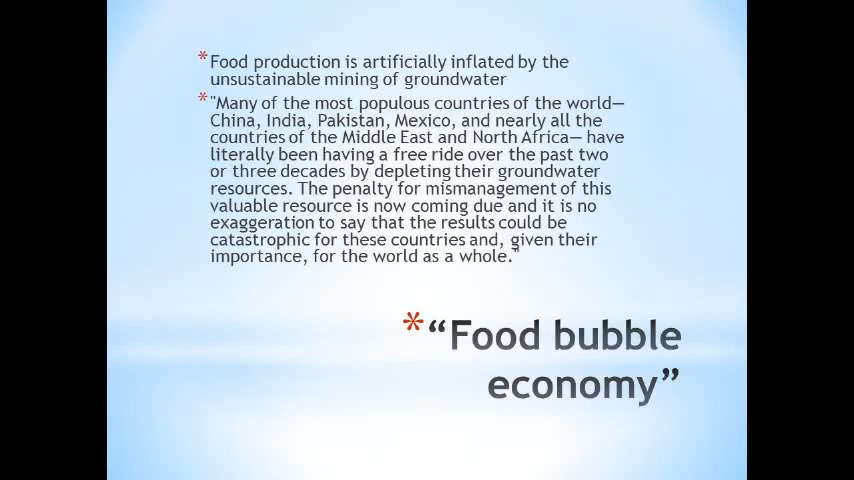 * Food production is artificially inflated by the
unsustainable mining of groundwater
* "Many of the most populous countries of the world—
China, India, Pakistan, Mexico, and nearly all the
countries of the Middle East and North Africa— have
literally been having a free ride over the past two
or three decades by depleting their groundwater
resources. The penalty for mismanagement of this
valuable resource is now coming due and it is no
exaggeration to say that the results could be
catastrophic for these countries and, given their
importance, for the world as a whole."
* “Food bubble
economy”